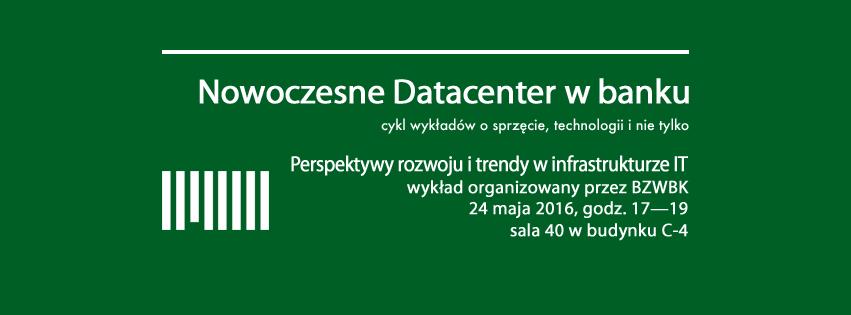 Nowoczesne Datacenter w banku
cykl wykładów o sprzęcie, technologii i nie tylko
Perspektywy rozwoju i trendy w infrastrukturze IT
wykład organizowany przez BZWBK
24 maja 2016, godz. 17—19
sala 40 w budynku C-4